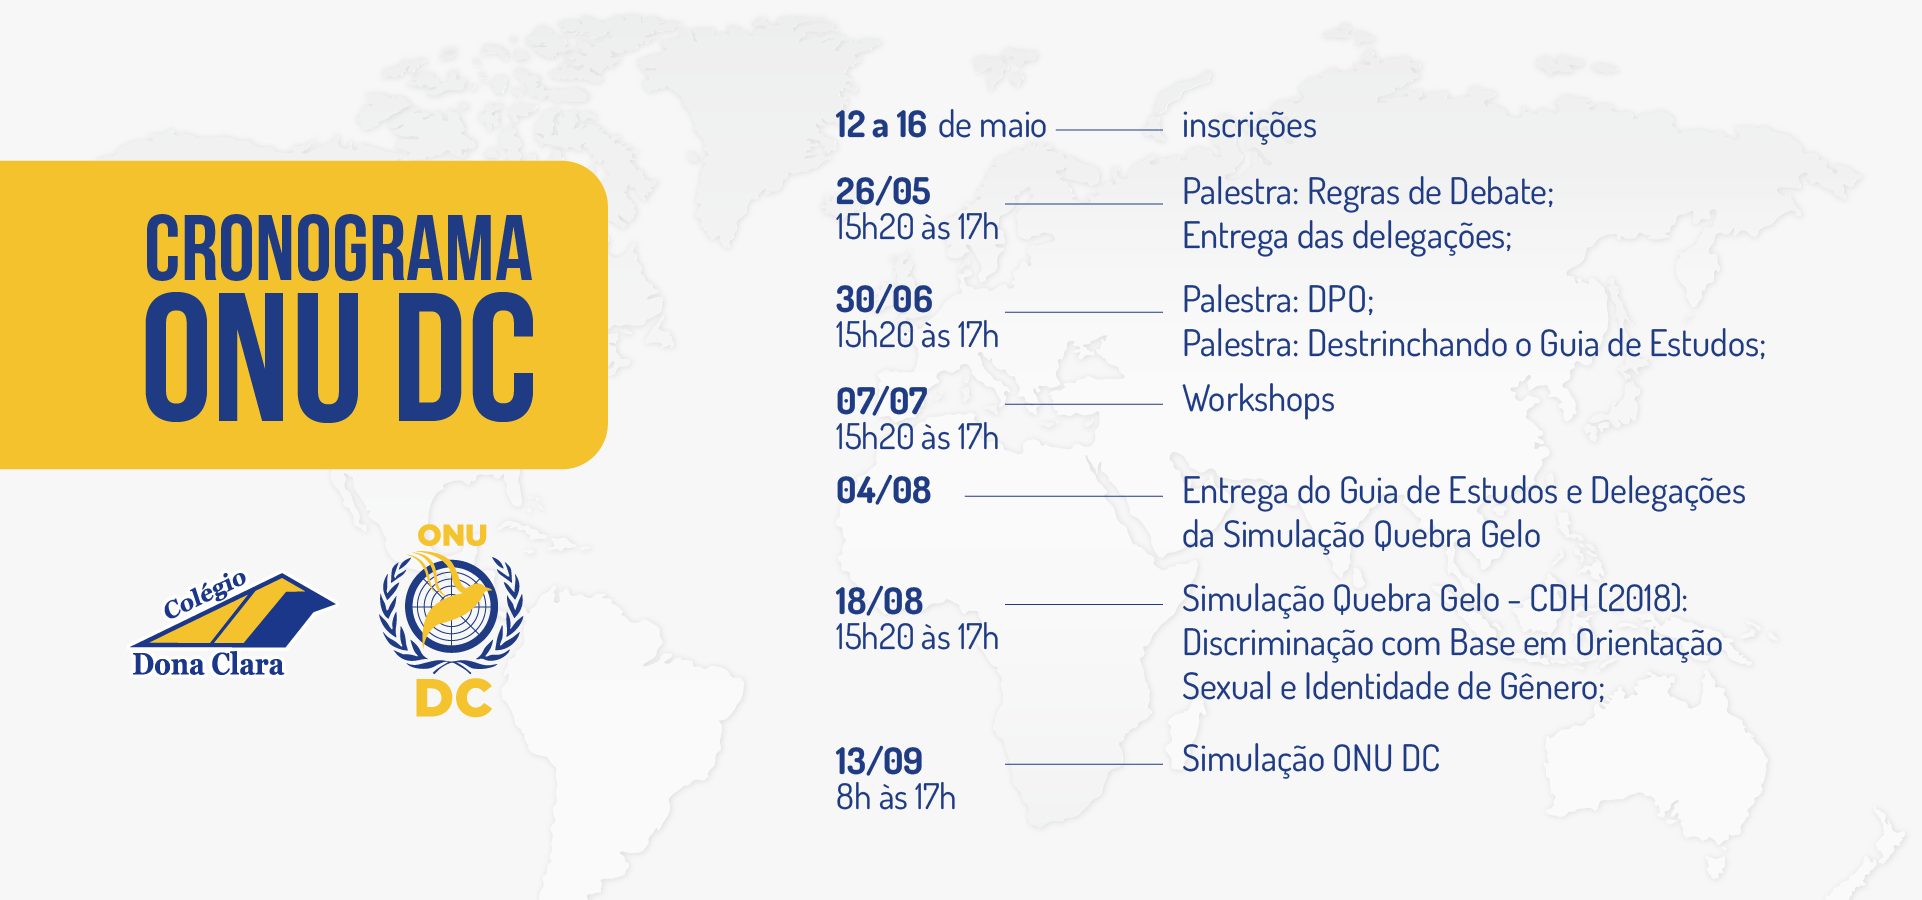 CRONOGRAMA
ONU DC
Colégio
Dona Clara
ONU
DC
12 a 16 de maio inscrições
26/05
15h20 às 17h
Palestra: Regras de Debate;
Entrega das delegações;
30/06
15h20 às 17h
Palestra: DPO;
Palestra: Destrinchando o Guia de Estudos;
07/07
15h20 às 17h
Workshops
04/08
Entrega do Guia de Estudos e Delegações
da Simulação Quebra Gelo
18/08
15h20 às 17h
Simulação Quebra Gelo - CDH (2018):
Discriminação com Base em Orientação
Sexual e Identidade de Gênero;
13/09
8h às 17h
Simulação ONU DC